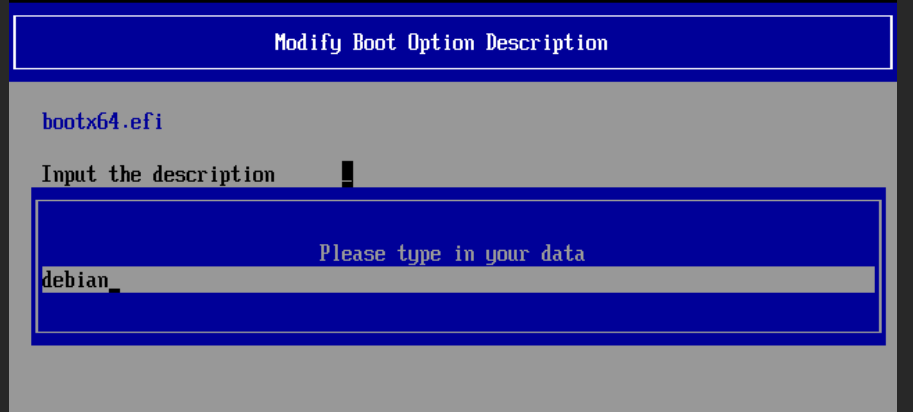 Modify Boot Option Description
bootx64.efi
Input the description _
Please type in your data
debian_